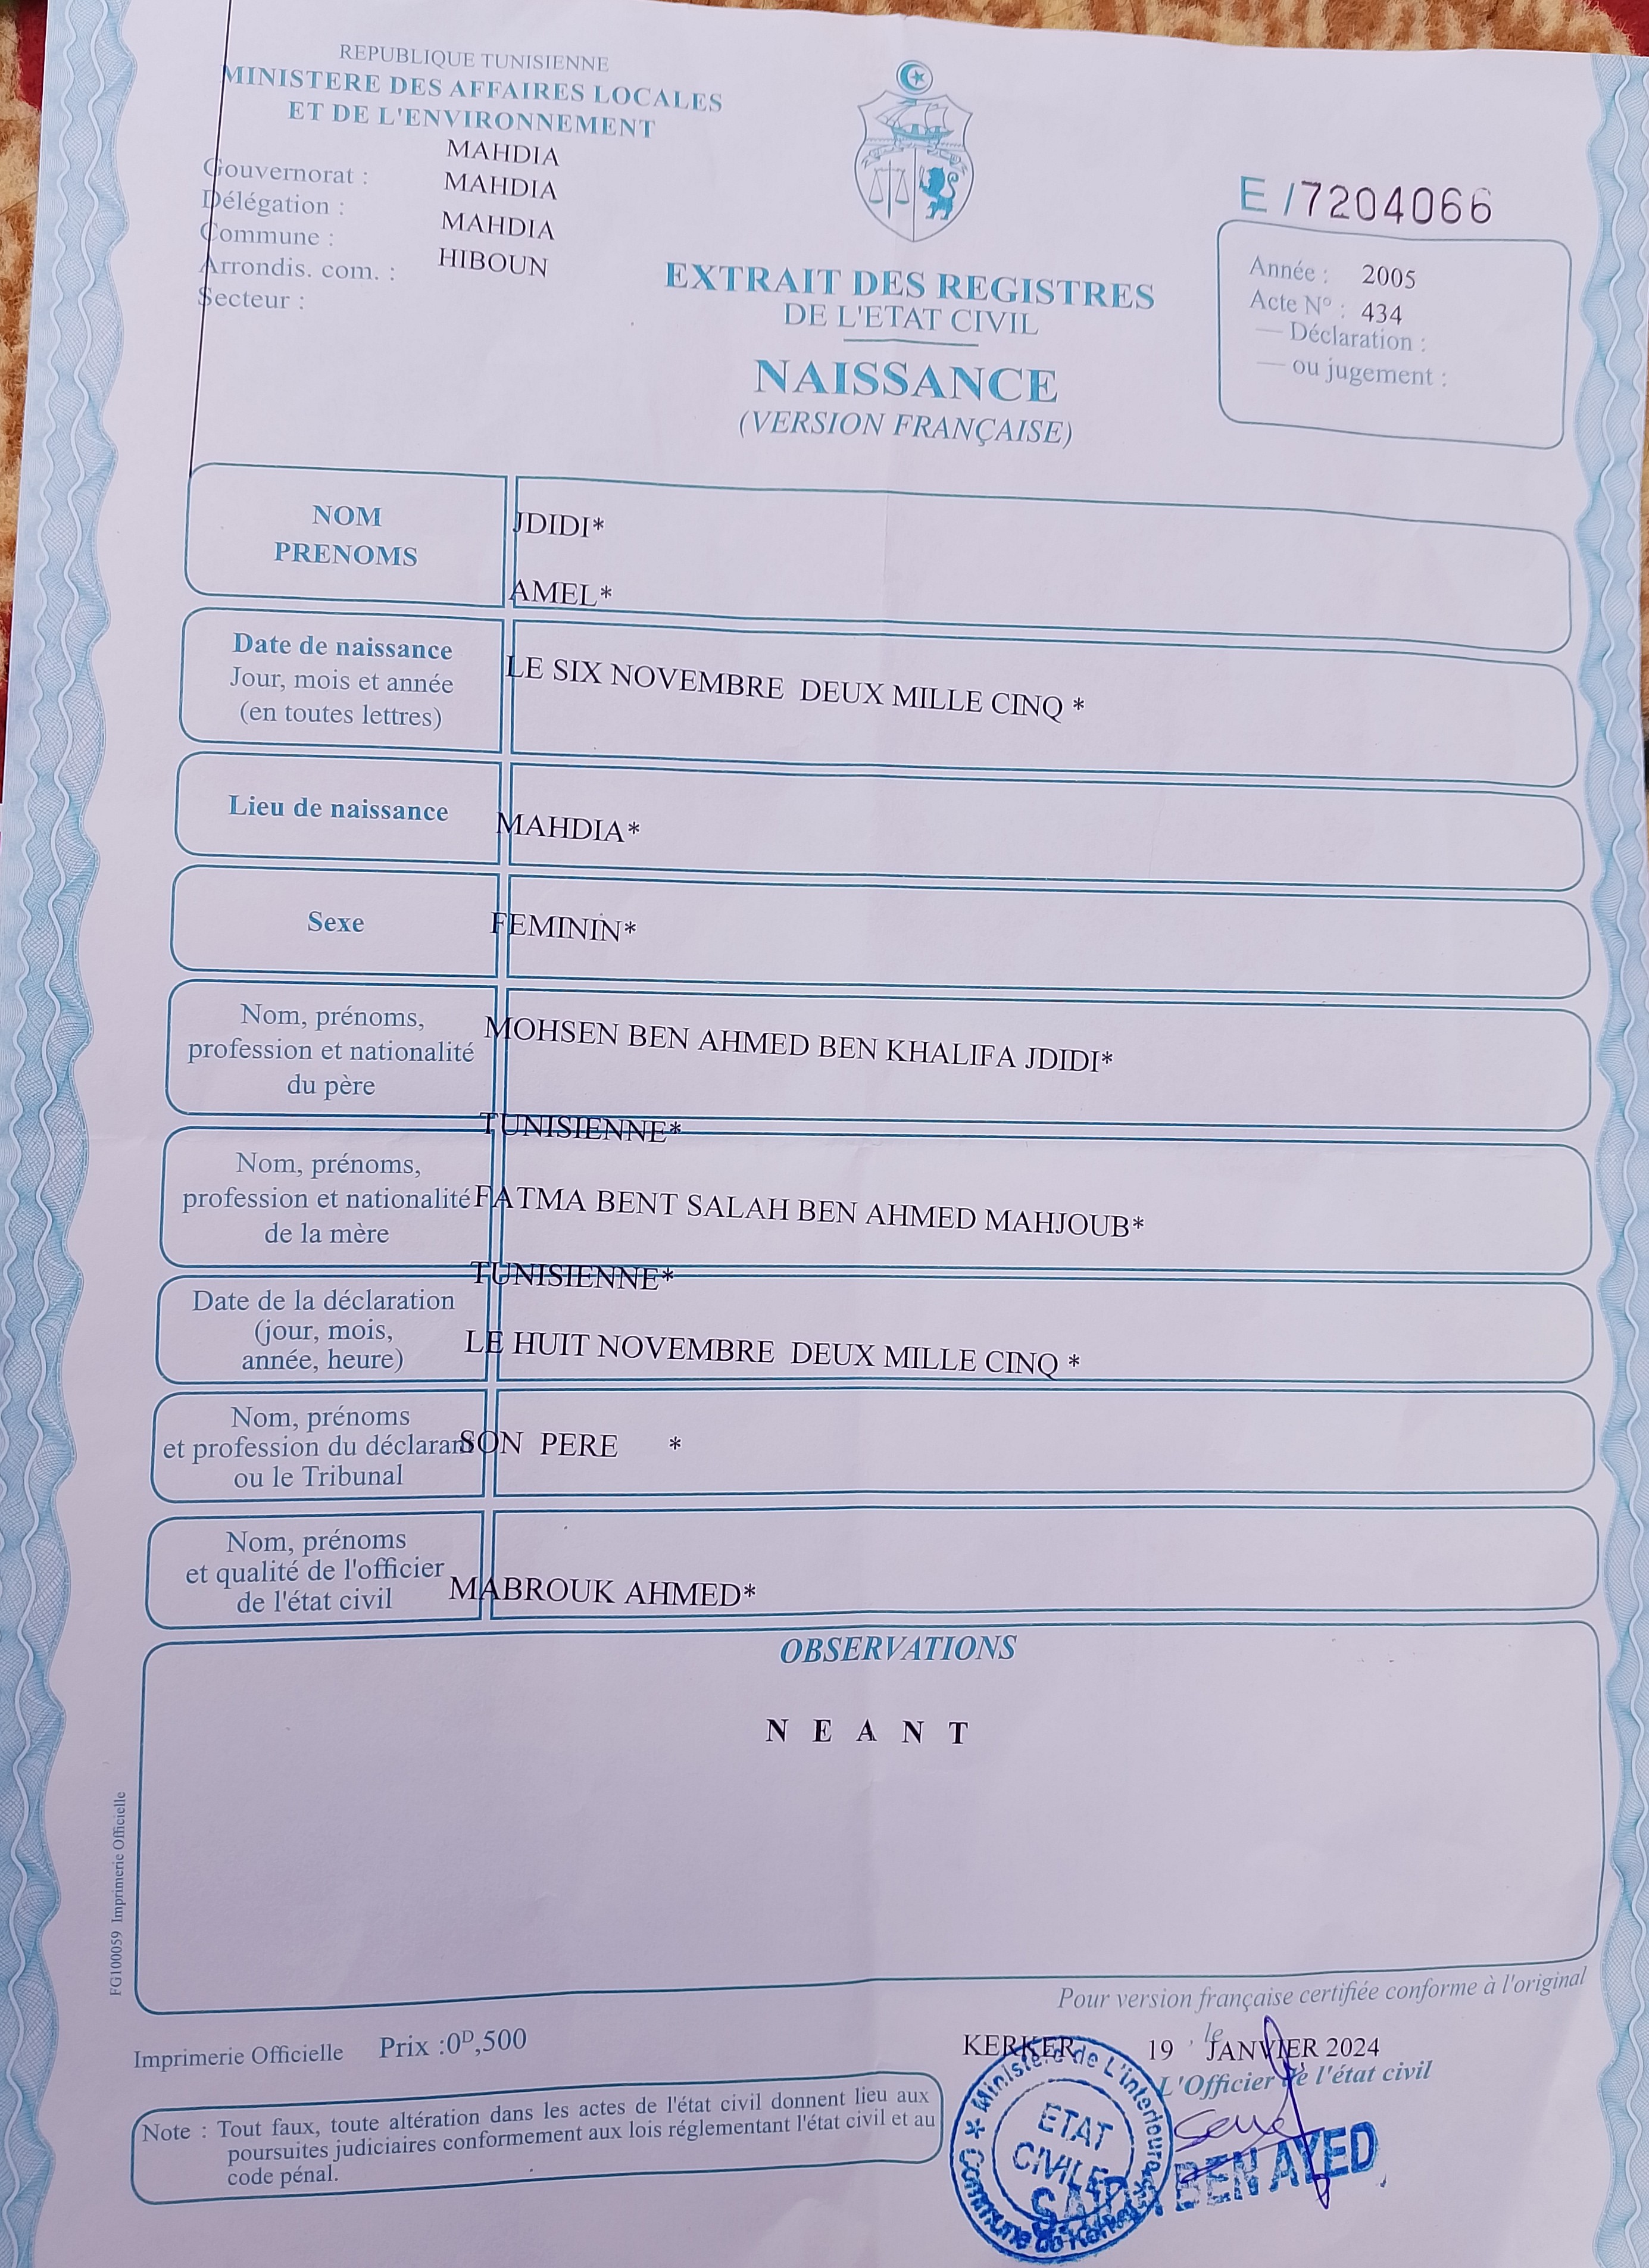 REPUBLIQUE TUNISIENNE
MINISTERE DES AFFAIRES LOCALES
ET DE L'ENVIRONNEMENT
MAHDIA
Gouvernorat : MAHDIA
Délégation : MAHDIA
Commune : HIBOUN
Arrondis. com. :
Secteur :
E /7204066
Année : 2005
Acte N° : 434
— Déclaration :
— ou jugement :
EXTRAIT DES REGISTRES
DE L'ETAT CIVIL
NAISSANCE
(VERSION FRANÇAISE)
NOM
PRENOMS
JDIDI*
AMEL*
Date de naissance
Jour, mois et année
(en toutes lettres)
LE SIX NOVEMBRE DEUX MILLE CINQ *
Lieu de naissance
MAHDIA*
Sexe
FEMININ*
Nom, prénoms,
profession et nationalité
du père
MOHSEN BEN AHMED BEN KHALIFA JDIDI*
TUNISIENNE*
Nom, prénoms,
profession et nationalité
de la mère
FATMA BENT SALAH BEN AHMED MAHJOUB*
TUNISIENNE*
Date de la déclaration
(jour, mois,
année, heure)
LE HUIT NOVEMBRE DEUX MILLE CINQ *
Nom, prénoms
et profession du déclarant
ou le Tribunal
SON PERE *
Nom, prénoms
et qualité de l'officier
de l'état civil
MABROUK AHMED*
OBSERVATIONS
N E A N T
FG100059 Imprimerie Officielle
Pour version française certifiée conforme à l'original
Imprimerie Officielle Prix :0D,500
KERKER , le 19 JANVIER 2024
L'Officier de l'état civil
Note : Tout faux, toute altération dans les actes de l'état civil donnent lieu aux
poursuites judiciaires conformement aux lois réglementant l'état civil et au
code pénal.
Ministère de L'interieure * Commune de Kerker *
ETAT
CIVILE
SAIDA BEN AYED